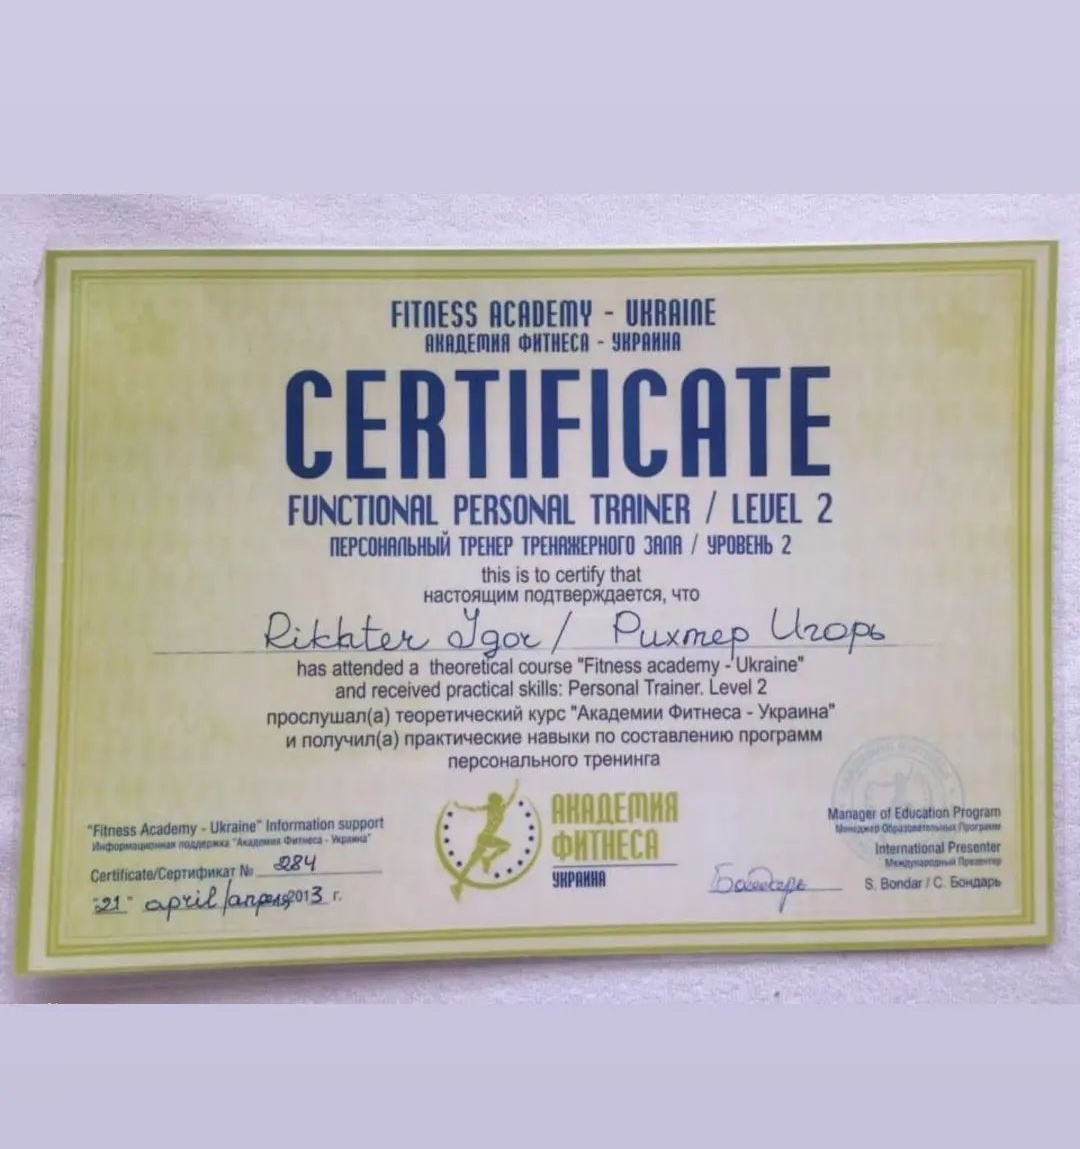 FITNESS ACADEMY - UKRAINE
АКАДЕМИЯ ФИТНЕСА - УКРАИНА
CERTIFICATE
FUNCTIONAL PERSONAL TRAINER / LEVEL 2
ПЕРСОНАЛЬНЫЙ ТРЕНЕР ТРЕНАЖЕРНОГО ЗАЛА / УРОВЕНЬ 2
this is to certify that
настоящим подтверждается, что
Rikhter Igor / Рихтер Игорь
has attended a theoretical course "Fitness academy - Ukraine"
and received practical skills: Personal Trainer. Level 2
прослушал(а) теоретический курс "Академии Фитнеса - Украина"
и получил(а) практические навыки по составлению программ
персонального тренинга
"Fitness Academy - Ukraine" Information support
Информационная поддержка "Академия Фитнеса - Украина"
Certificate/Сертификат № 284
"21" april/апреля 2013 г.
АКАДЕМИЯ
ФИТНЕСА
УКРАИНА
Бондарь
Manager of Education Program
Менеджер Образовательных Программ
International Presenter
Международный Презентер
S. Bondar / С. Бондарь